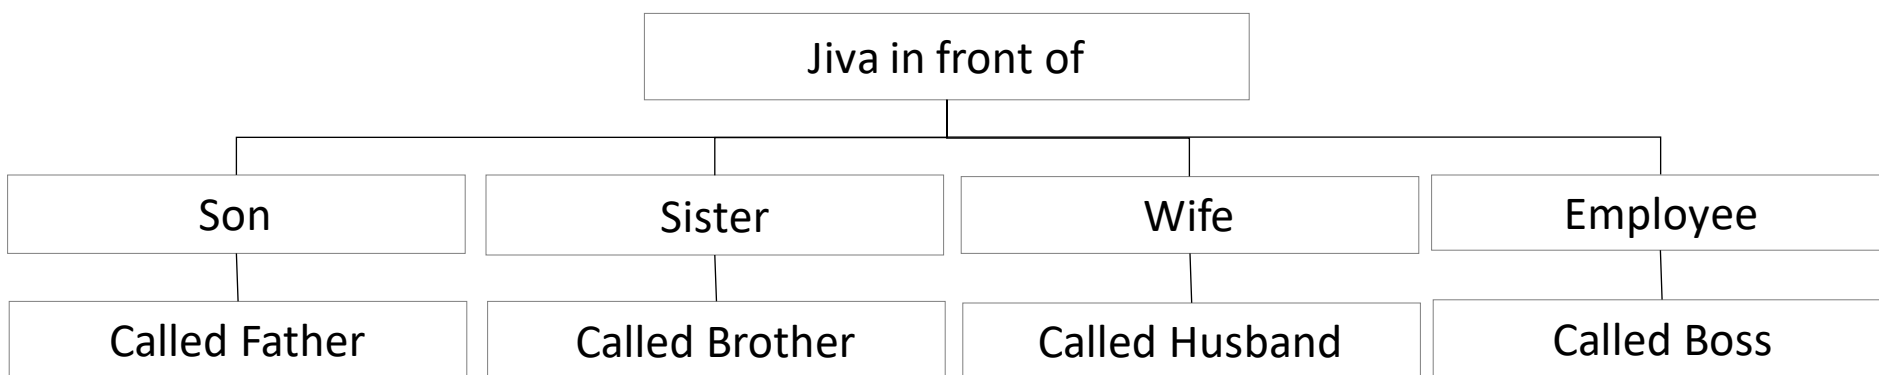 Jiva in front of
Son
Sister
Wife
Employee
Called Father
Called Brother
Called Husband
Called Boss